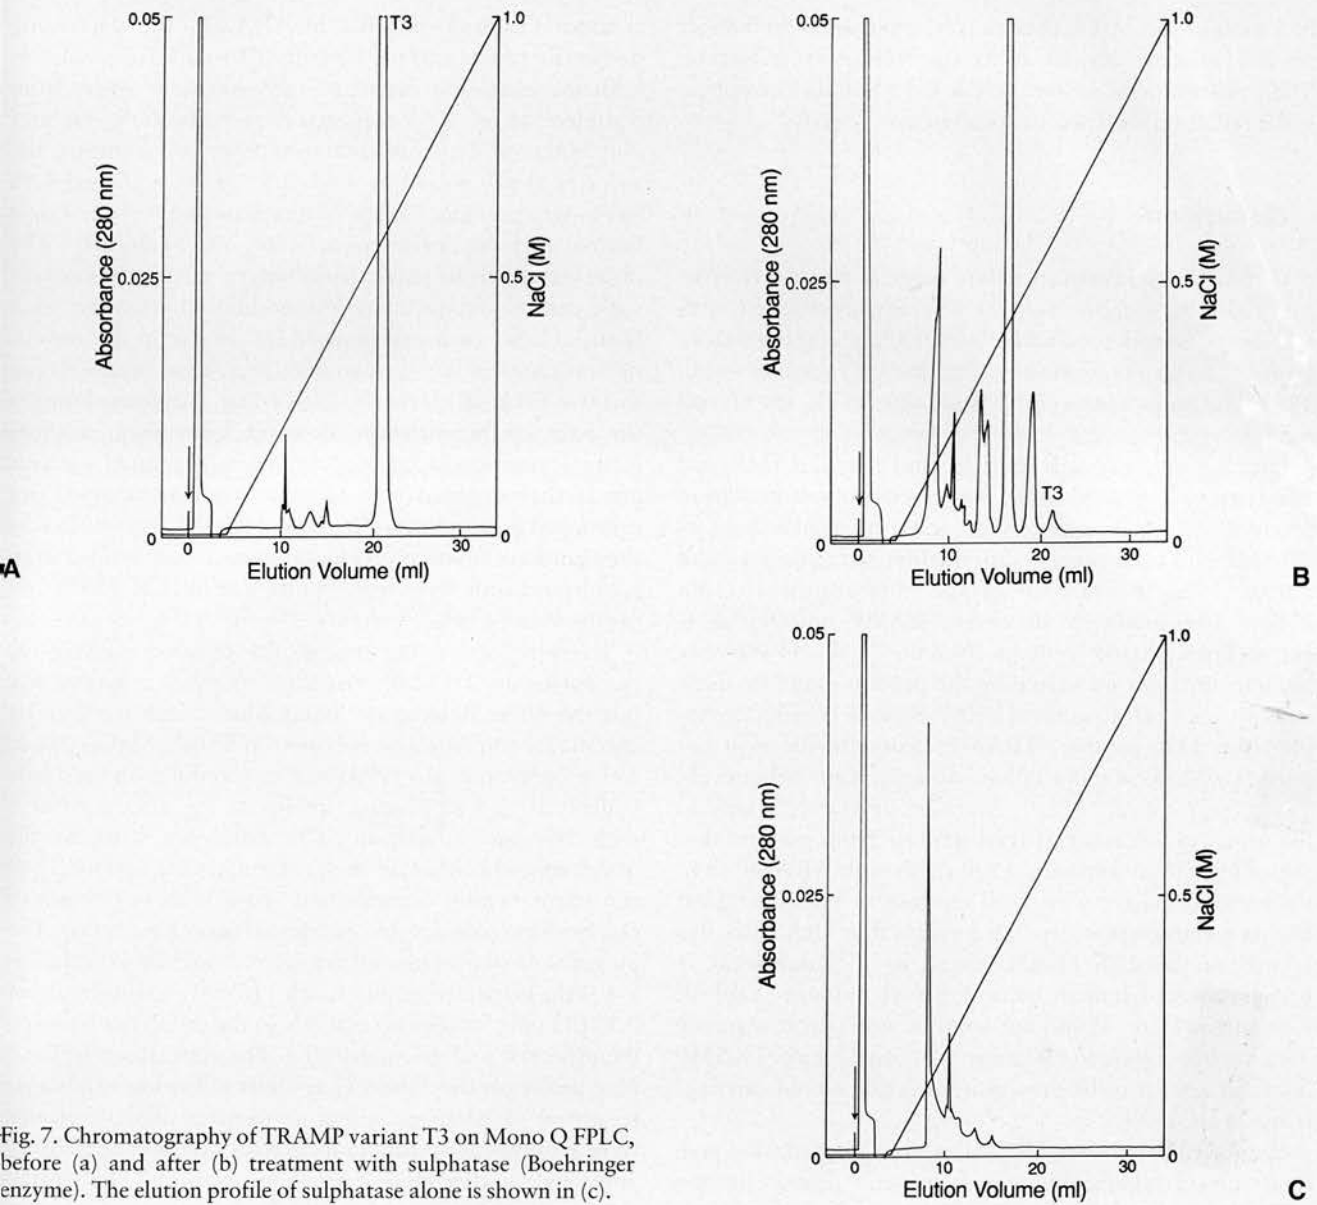 0.05
T3
1.0
Absorbance (280 nm)
0.025
0.5
NaCl (M)
0
0
0
10
20
30
Elution Volume (ml)
A
0.05
1.0
Absorbance (280 nm)
0.025
0.5
NaCl (M)
T3
0
0
0
10
20
30
Elution Volume (ml)
B
0.05
1.0
Absorbance (280 nm)
0.025
0.5
NaCl (M)
0
0
0
10
20
30
Elution Volume (ml)
C
Fig. 7. Chromatography of TRAMP variant T3 on Mono Q FPLC,
before (a) and after (b) treatment with sulphatase (Boehringer
enzyme). The elution profile of sulphatase alone is shown in (c).